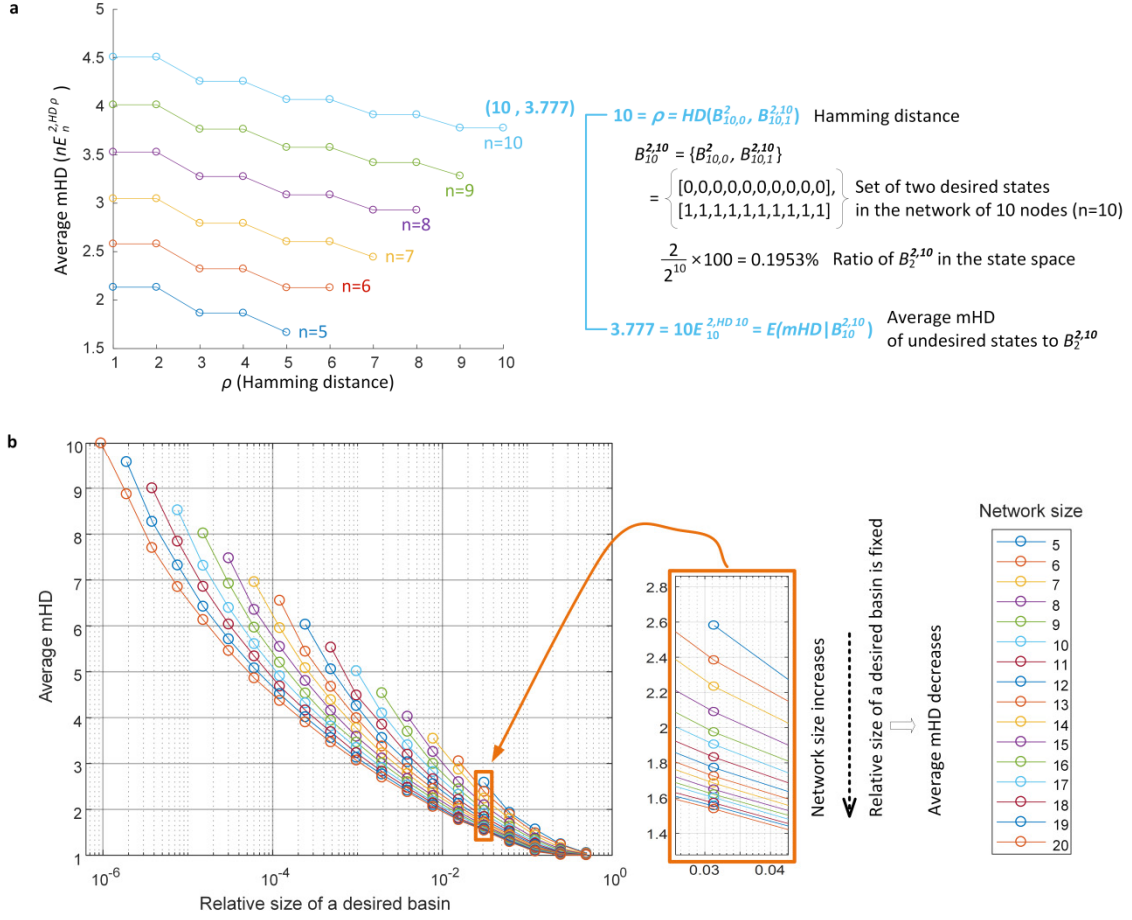 a
5
4.5
4
3.5
3
2.5
2
1.5
Average mHD (nE_n^{2,HD ρ})
1 2 3 4 5 6 7 8 9 10
ρ (Hamming distance)
n=10
n=9
n=8
n=7
n=6
n=5
(10 , 3.777)
10 = ρ = HD(B_{10,0}^2, B_{10,1}^{2,10}) Hamming distance
B_{10}^{2,10} = {B_{10,0}^2, B_{10,1}^{2,10}}
= { [0,0,0,0,0,0,0,0,0,0], Set of two desired states
[1,1,1,1,1,1,1,1,1,1] } in the network of 10 nodes (n=10)
2/2^{10} ×100 = 0.1953% Ratio of B_2^{2,10} in the state space
3.777 = 10E_{10}^{2,HD 10} = E(mHD|B_{10}^{2,10}) Average mHD
of undesired states to B_2^{2,10}
b
10
9
8
7
6
5
4
3
2
1
Average mHD
10^{-6} 10^{-4} 10^{-2} 10^0
Relative size of a desired basin
2.8
2.6
2.4
2.2
2
1.8
1.6
1.4
0.03 0.04
Network size increases
Relative size of a desired basin is fixed
Average mHD decreases
Network size
5
6
7
8
9
10
11
12
13
14
15
16
17
18
19
20